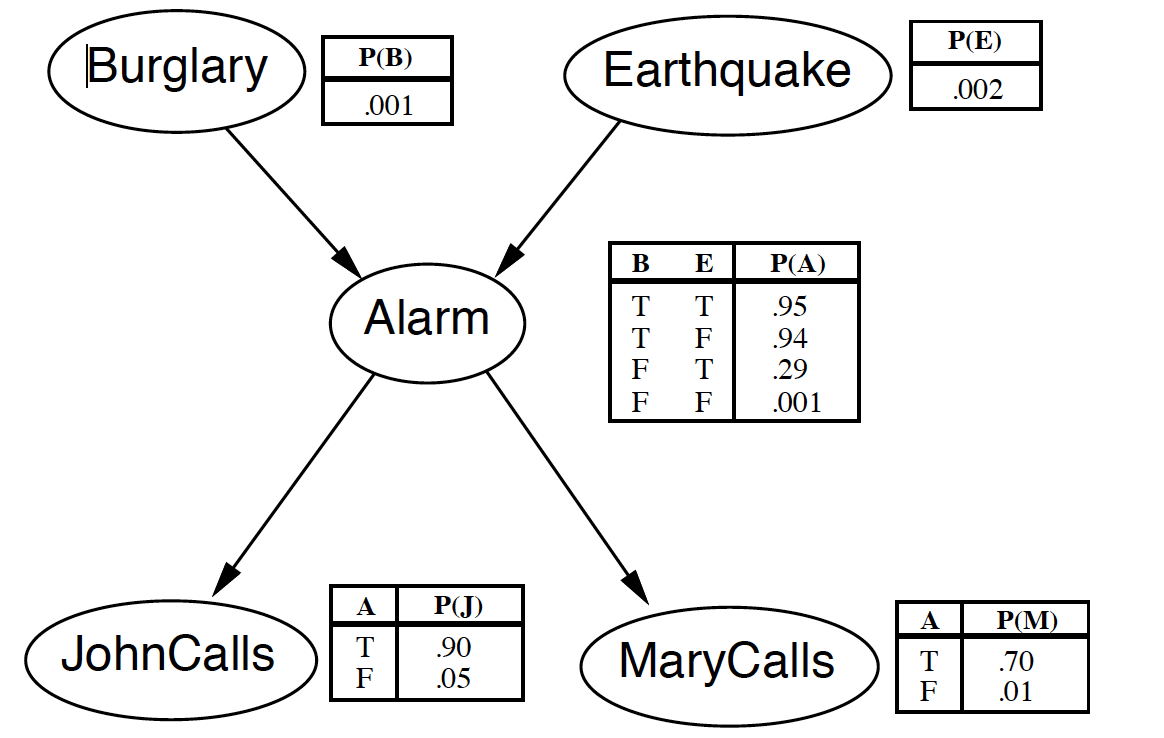 Burglary
P(B)
.001
Earthquake
P(E)
.002
Alarm
B E P(A)
T T .95
T F .94
F T .29
F F .001
JohnCalls
A P(J)
T .90
F .05
MaryCalls
A P(M)
T .70
F .01